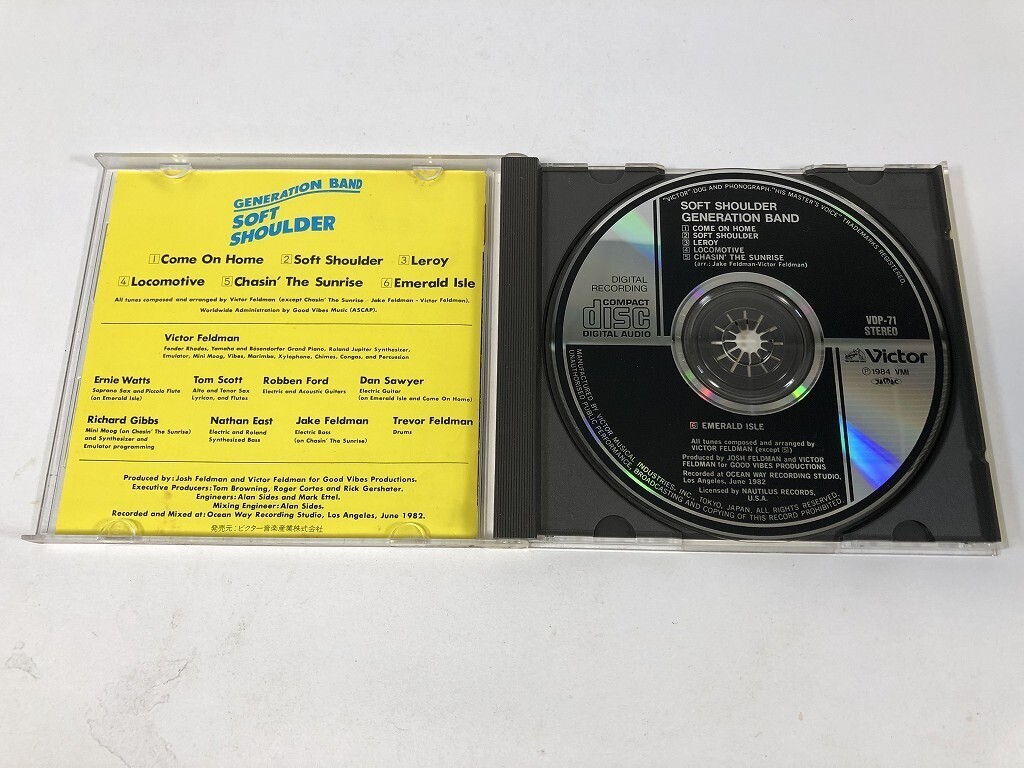 GENERATION BAND
SOFT
SHOULDER
1 Come On Home 2 Soft Shoulder 3 Leroy
4 Locomotive 5 Chasin' The Sunrise 6 Emerald Isle
All tunes composed and arranged by Victor Feldman (except Chasin' The Sunrise / Jake Feldman - Victor Feldman).
Worldwide Administration by Good Vibes Music (ASCAP).
Victor Feldman
Fender Rhodes, Yamaha and Bösendorfer Grand Piano, Roland Jupiter Synthesizer,
Emulator, Mini Moog, Vibes, Marimba, Xylophone, Chimes, Congas, and Percussion
Ernie Watts
Soprano Sax and Piccolo Flute
(on Emerald Isle)
Tom Scott
Alto and Tenor Sax
Lyricon, and Flutes
Robben Ford
Electric and Acoustic Guitars
Dan Sawyer
Electric Guitar
(on Emerald Isle and Come On Home)
Richard Gibbs
Mini Moog (on Chasin' The Sunrise)
and Synthesizer and
Emulator programming
Nathan East
Electric and Roland
Synthesized Bass
Jake Feldman
Electric Bass
(on Chasin' The Sunrise)
Trevor Feldman
Drums
Produced by: Josh Feldman and Victor Feldman for Good Vibes Productions.
Executive Producers: Tom Browning, Roger Cortes and Rick Gershater.
Engineers: Alan Sides and Mark Ettel.
Mixing Engineer: Alan Sides.
Recorded and Mixed at: Ocean Way Recording Studio, Los Angeles, June 1982.
発売元:ビクター音楽産業株式会社
"VICTOR"-DOG AND PHONOGRAPH-"HIS MASTER'S VOICE" TRADEMARKS REGISTERED.
SOFT SHOULDER
GENERATION BAND
1 COME ON HOME
2 SOFT SHOULDER
3 LEROY
4 LOCOMOTIVE
5 CHASIN' THE SUNRISE
(arr.: Jake Feldman-Victor Feldman)
DIGITAL
RECORDING
COMPACT
disc
DIGITAL AUDIO
VDP-71
STEREO
Victor
Ⓟ1984 VMI
JASRAC
6 EMERALD ISLE
All tunes composed and arranged by
VICTOR FELDMAN (except 5)
Produced by JOSH FELDMAN and VICTOR
FELDMAN for GOOD VIBES PRODUCTIONS
Recorded at OCEAN WAY RECORDING STUDIO,
Los Angeles, June 1982
Licensed by NAUTILUS RECORDS,
U.S.A.
MANUFACTURED BY VICTOR MUSICAL INDUSTRIES, INC., TOKYO, JAPAN. ALL RIGHTS RESERVED.
UNAUTHORISED PUBLIC PERFORMANCE, BROADCASTING AND COPYING OF THIS RECORD PROHIBITED.